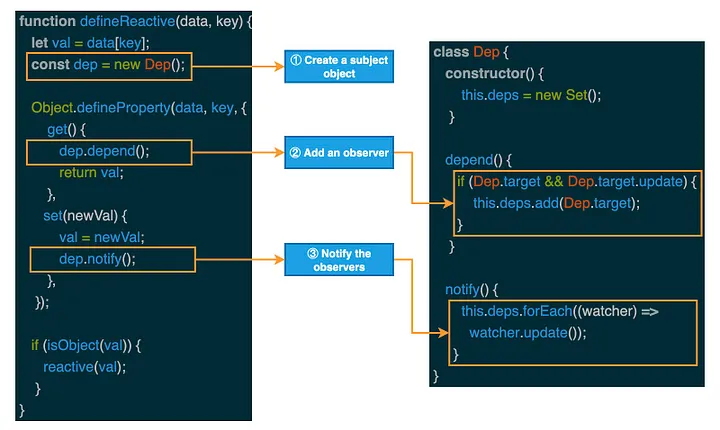 function defineReactive(data, key) {
let val = data[key];
const dep = new Dep();
Object.defineProperty(data, key, {
get() {
dep.depend();
return val;
},
set(newVal) {
val = newVal;
dep.notify();
},
});
if (isObject(val)) {
reactive(val);
}
}
① Create a subject
object
② Add an observer
③ Notify the
observers
class Dep {
constructor() {
this.deps = new Set();
}
depend() {
if (Dep.target && Dep.target.update) {
this.deps.add(Dep.target);
}
}
notify() {
this.deps.forEach((watcher) =>
watcher.update());
}
}